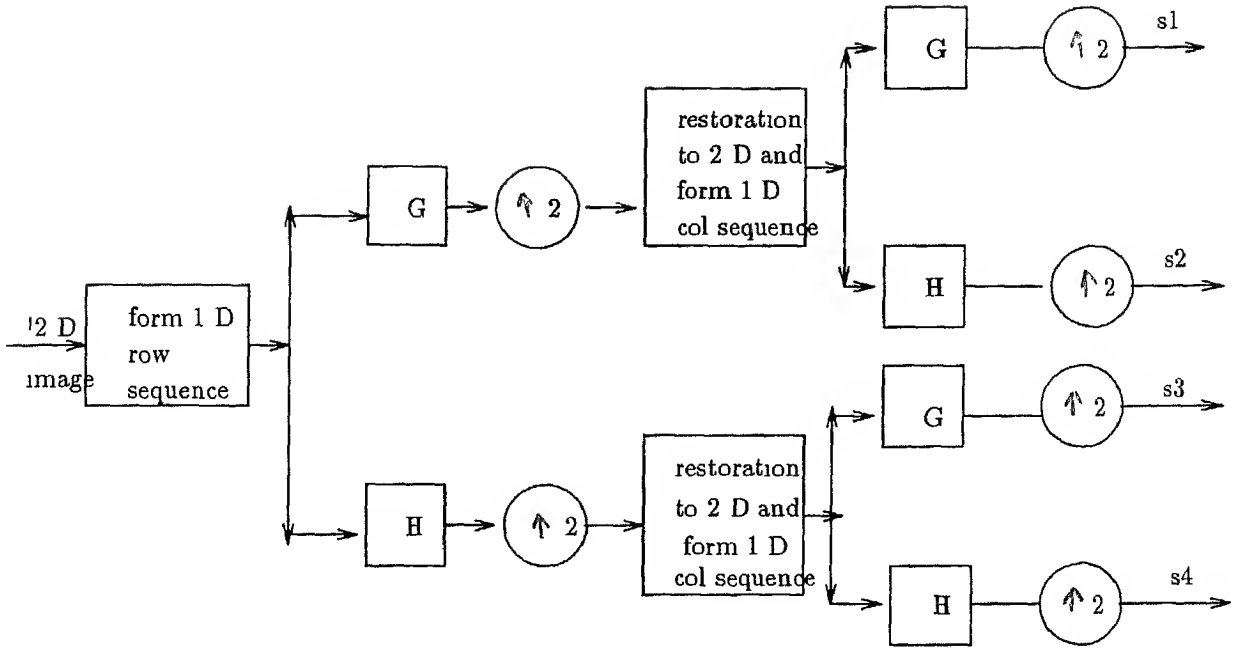 2 D
image
form 1 D
row
sequence
G
↑ 2
restoration
to 2 D and
form 1 D
col sequence
G
↑ 2
s1
H
↑ 2
s2
H
↑ 2
restoration
to 2 D and
form 1 D
col sequence
G
↑ 2
s3
H
↑ 2
s4